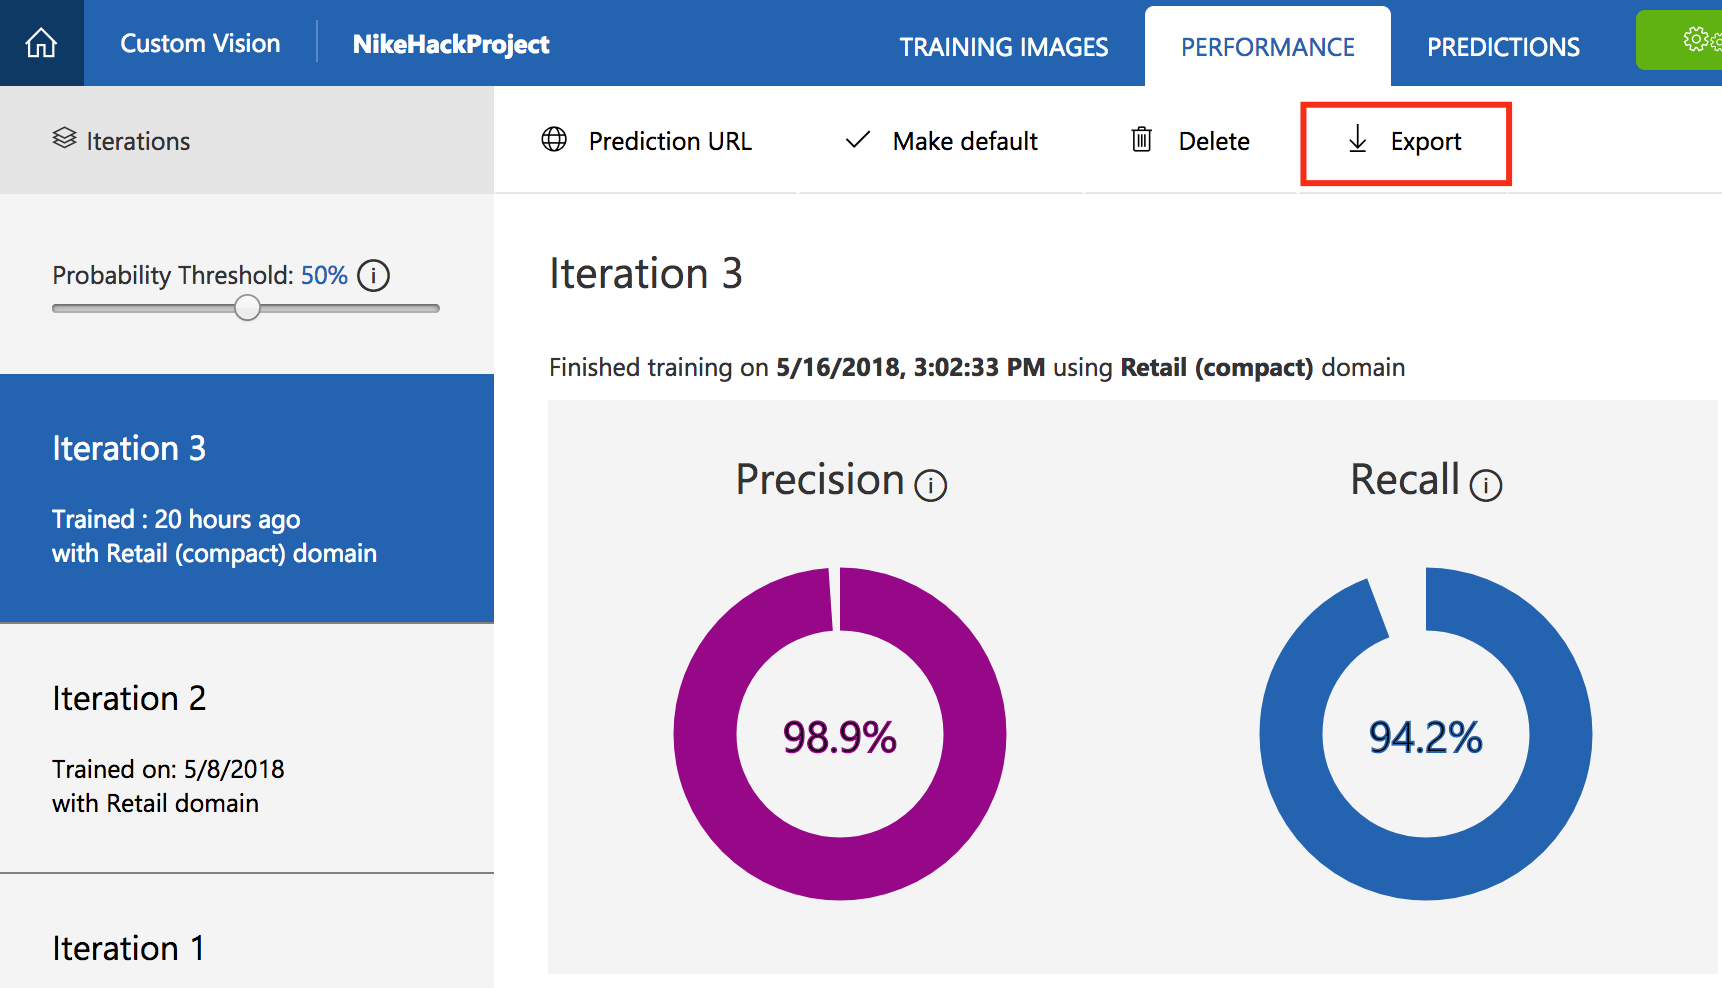 Custom Vision
NikeHackProject
TRAINING IMAGES
PERFORMANCE
PREDICTIONS
Iterations
Prediction URL
Make default
Delete
Export
Probability Threshold: 50%
Iteration 3
Trained : 20 hours ago
with Retail (compact) domain
Iteration 2
Trained on: 5/8/2018
with Retail domain
Iteration 1
Iteration 3
Finished training on 5/16/2018, 3:02:33 PM using Retail (compact) domain
Precision
98.9%
Recall
94.2%